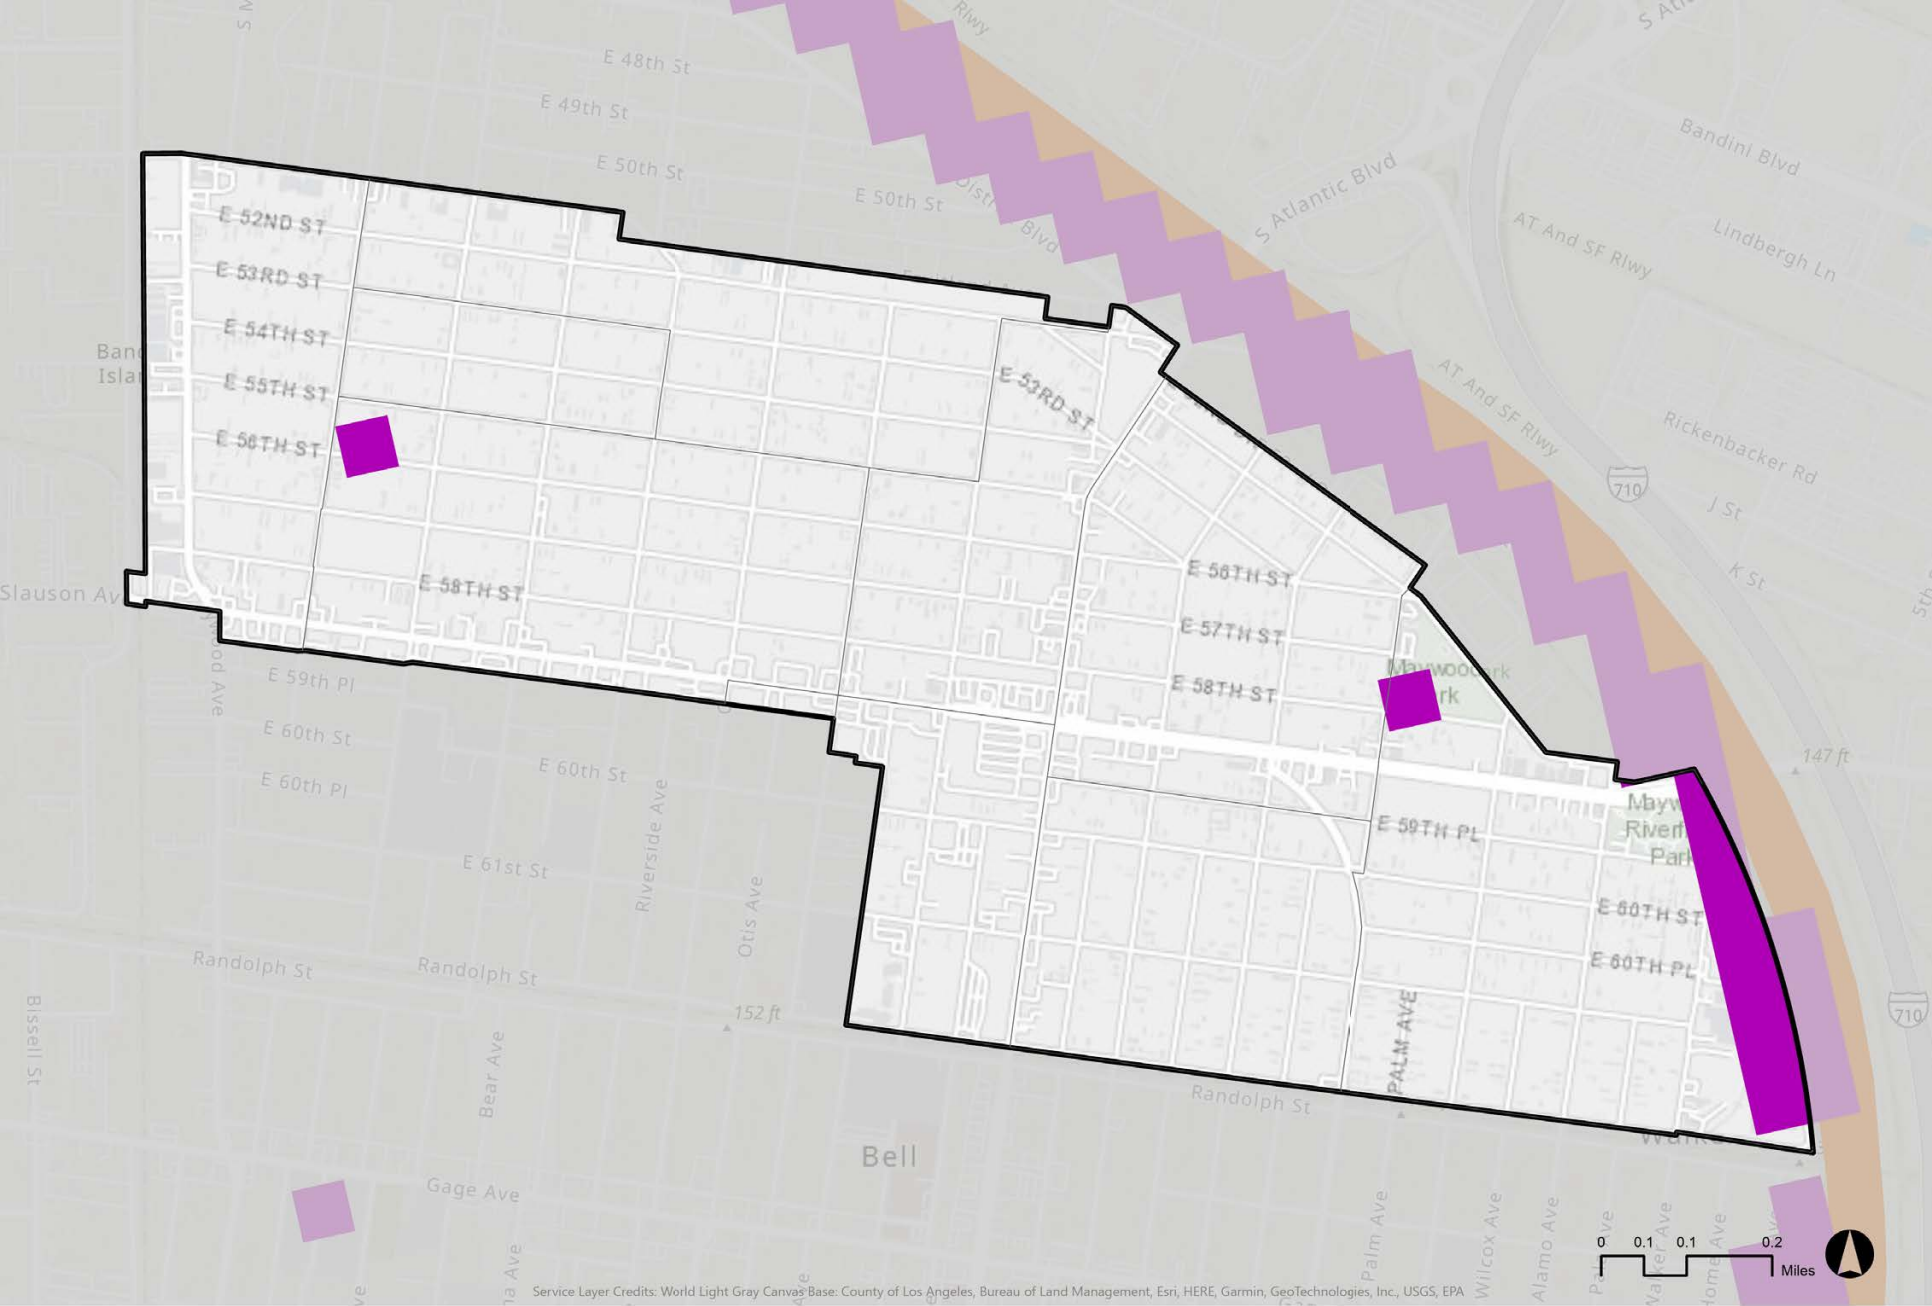 Rlwy
E 48th St
E 49th St
E 50th St
E 50th St
S Atlantic Blvd
Bandini Blvd
AT And SF Rlwy
Lindbergh Ln
E 52ND ST
E 53RD ST
E 54TH ST
E 55TH ST
E 56TH ST
E 53RD ST
AT And SF Rlwy
Rickenbacker Rd
710
J St
K St
Slauson Av
E 58TH ST
E 56TH ST
E 57TH ST
E 58TH ST
E 59th Pl
E 60th St
E 60th Pl
E 60th St
147 ft
E 59TH PL
E 61st St
Riverside Ave
Otis Ave
E 60TH ST
E 60TH PL
Randolph St
Randolph St
152 ft
710
Bissell St
Bear Ave
PALM AVE
Randolph St
Bell
Gage Ave
Palm Ave
Wilcox Ave
Alamo Ave
0 0.1 0.1 0.2
Miles
Service Layer Credits: World Light Gray Canvas Base: County of Los Angeles, Bureau of Land Management, Esri, HERE, Garmin, GeoTechnologies, Inc., USGS, EPA